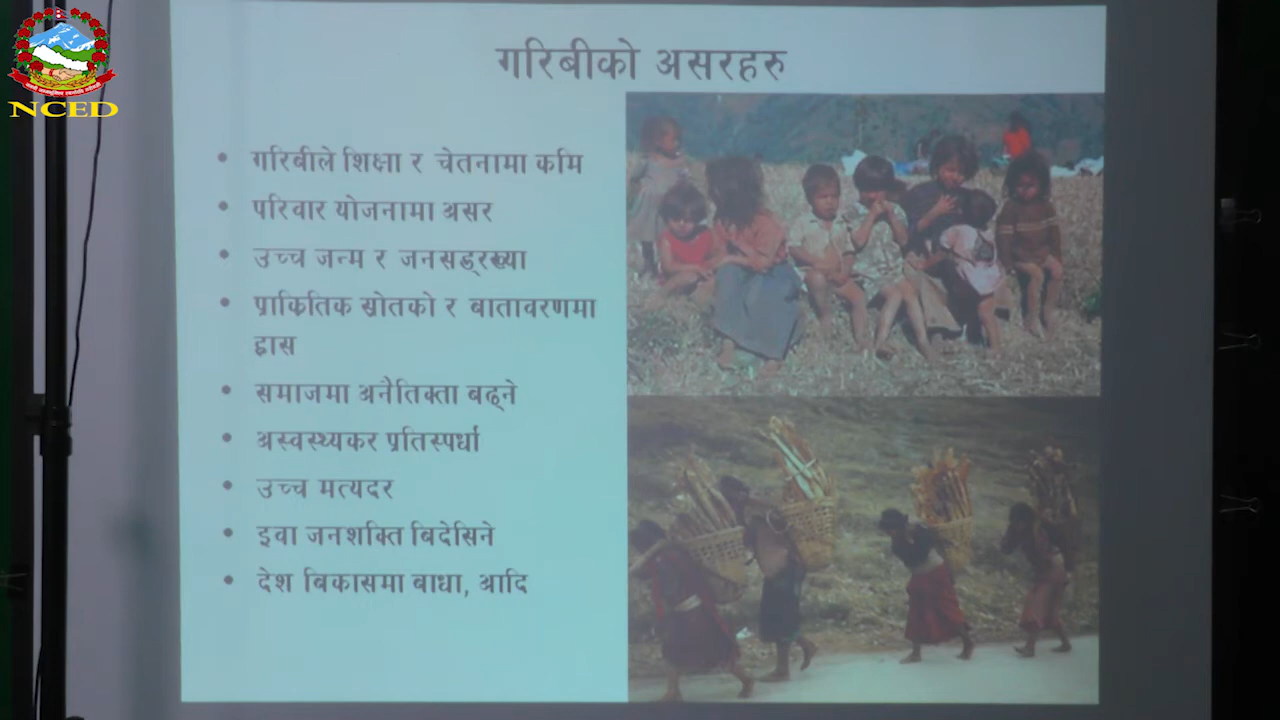 NCED
गरिबीको असरहरु
• गरिबीले शिक्षा र चेतनामा कमि
• परिवार योजनामा असर
• उच्च जन्म र जनसङ्रख्या
• प्राकितिक स्रोतको र बातावरणमा
ह्रास
• समाजमा अनैतिक्ता बढ्ने
• अस्वस्थ्यकर प्रतिस्पर्धा
• उच्च मत्यदर
• इवा जनशक्ति बिदेसिने
• देश बिकासमा बाधा, आदि